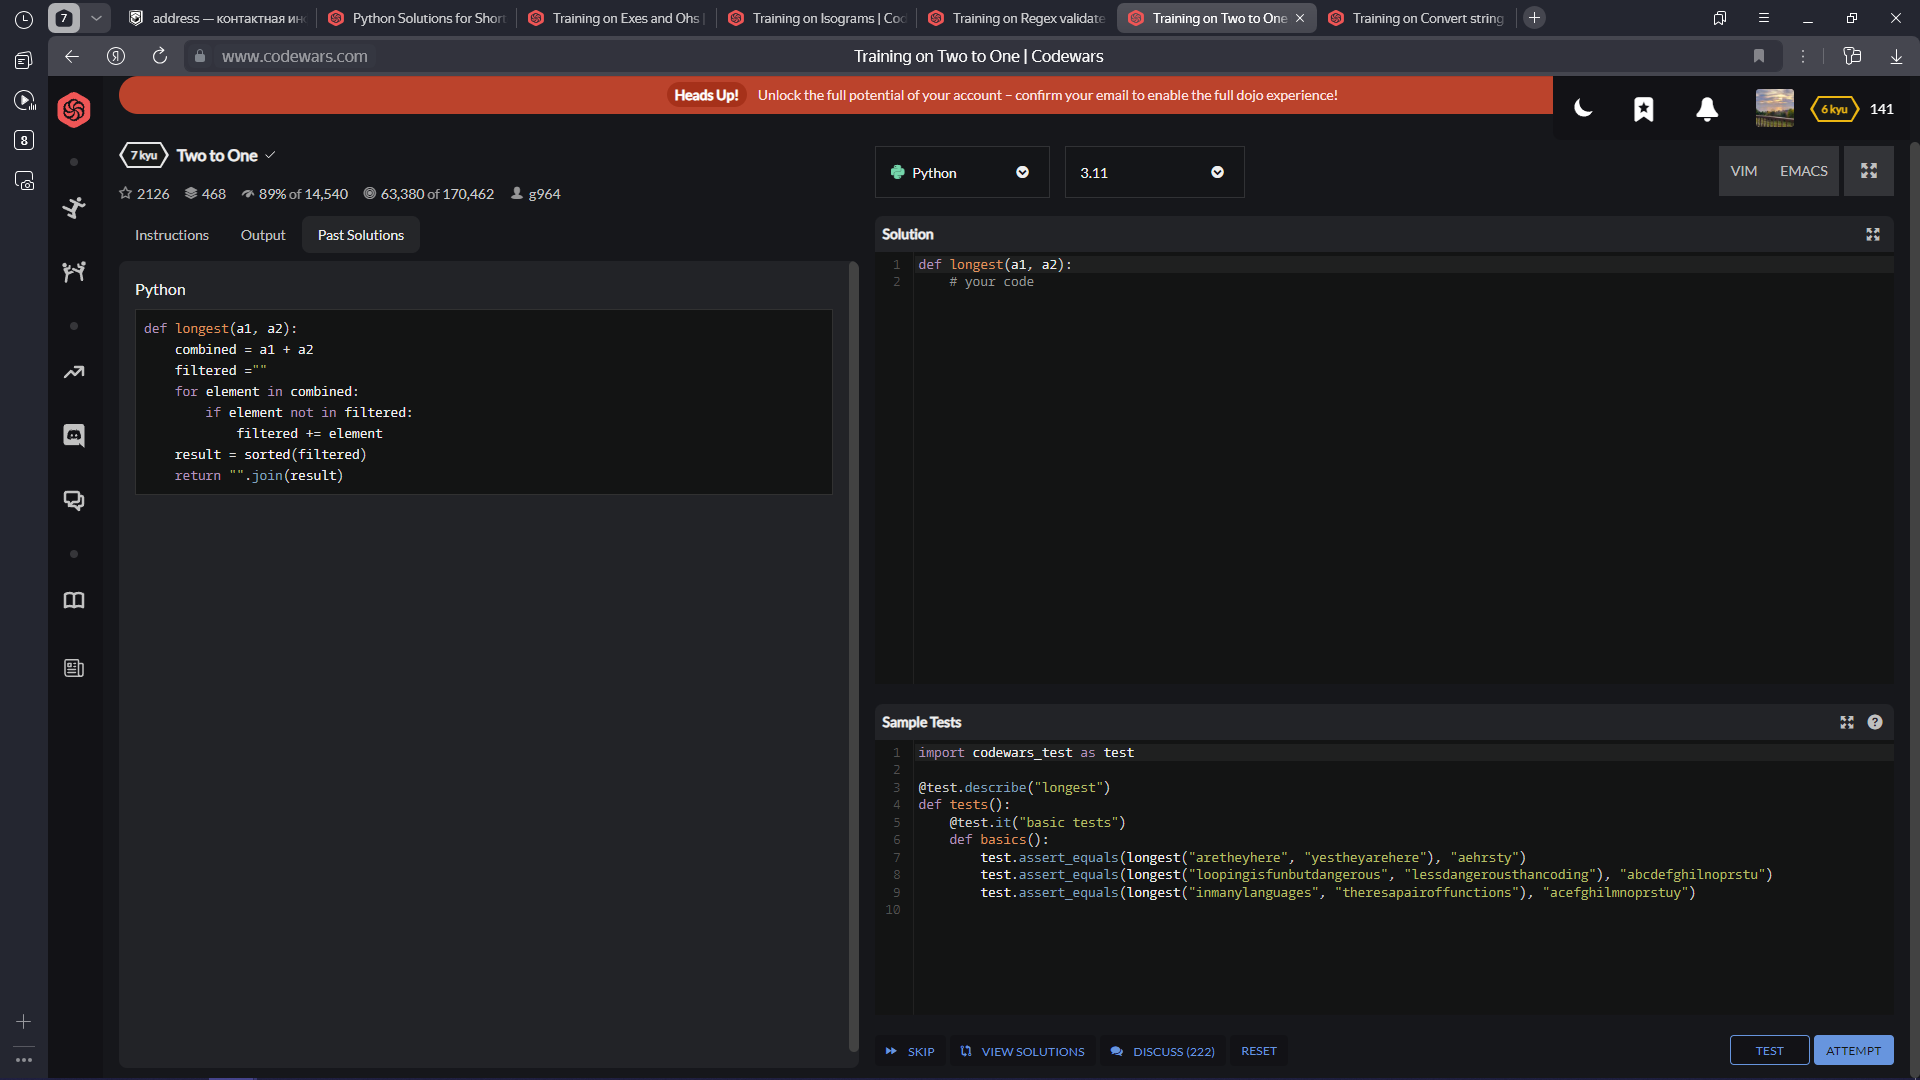 7
address — контактная ин
Python Solutions for Short
Training on Exes and Ohs |
Training on Isograms | Cod
Training on Regex validate
Training on Two to One
Training on Convert string
Я
www.codewars.com
Training on Two to One | Codewars
8
Heads Up! Unlock the full potential of your account – confirm your email to enable the full dojo experience!
6 kyu
141
7 kyu
Two to One
2126
468
89% of 14,540
63,380 of 170,462
g964
Python
3.11
VIM
EMACS
Instructions
Output
Past Solutions
Python
def longest(a1, a2):
    combined = a1 + a2
    filtered =""
    for element in combined:
        if element not in filtered:
            filtered += element
    result = sorted(filtered)
    return "".join(result)
Solution
1 def longest(a1, a2):
2     # your code
Sample Tests
?
1 import codewars_test as test
2
3 @test.describe("longest")
4 def tests():
5     @test.it("basic tests")
6     def basics():
7         test.assert_equals(longest("aretheyhere", "yestheyarehere"), "aehrsty")
8         test.assert_equals(longest("loopingisfunbutdangerous", "lessdangerousthancoding"), "abcdefghilnoprstu")
9         test.assert_equals(longest("inmanylanguages", "theresapairoffunctions"), "acefghilmnoprstuy")
10
SKIP
VIEW SOLUTIONS
DISCUSS (222)
RESET
TEST
ATTEMPT